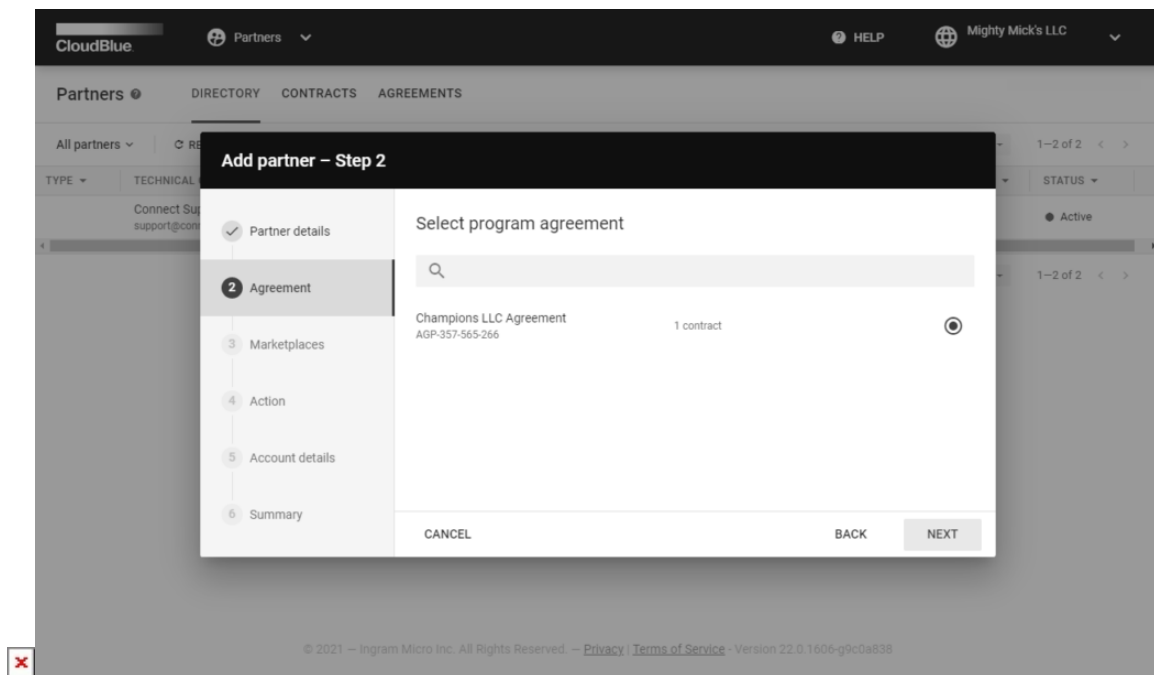 CloudBlue
Partners
HELP
Mighty Mick's LLC
Partners
DIRECTORY CONTRACTS AGREEMENTS
All partners
1–2 of 2
Add partner – Step 2
TYPE
TECHNICAL
STATUS
Connect
support@
Active
Partner details
Select program agreement
2 Agreement
1–2 of 2
Champions LLC Agreement
1 contract
AGP-357-565-266
3 Marketplaces
4 Action
5 Account details
6 Summary
CANCEL BACK NEXT
© 2021 – Ingram Micro Inc. All Rights Reserved. – Privacy | Terms of Service - Version 22.0.1606-g9c0a838